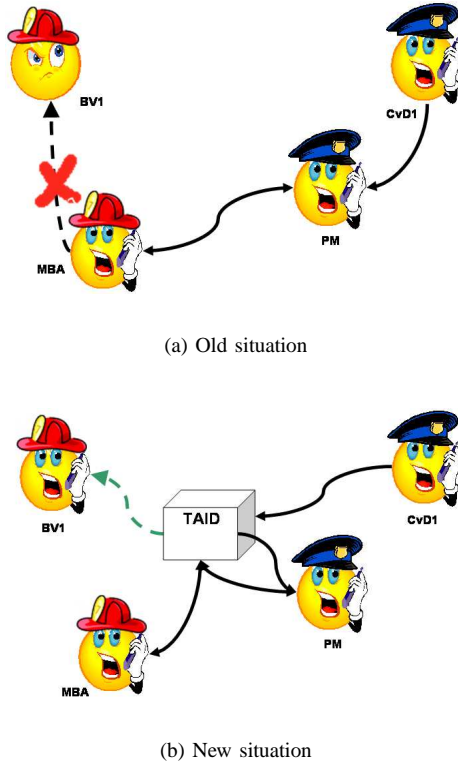 BV1
CvD1
PM
MBA
(a) Old situation
TAID
BV1
CvD1
PM
MBA
(b) New situation